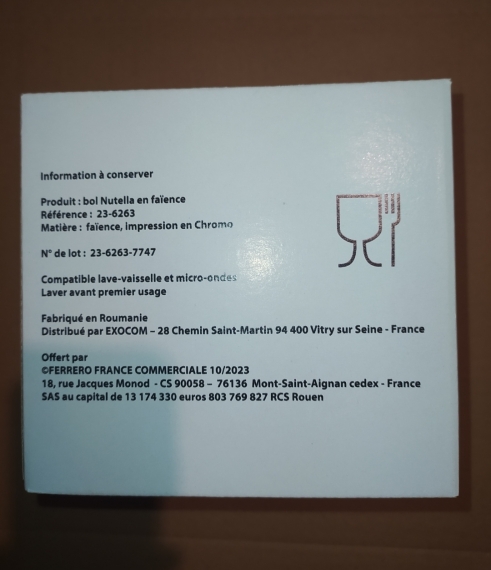 Information à conserver
Produit : bol Nutella en faïence
Référence : 23-6263
Matière : faïence, impression en Chromo
N° de lot : 23-6263-7747
Compatible lave-vaisselle et micro-ondes
Laver avant premier usage
Fabriqué en Roumanie
Distribué par EXOCOM – 28 Chemin Saint-Martin 94 400 Vitry sur Seine - France
Offert par
©FERRERO FRANCE COMMERCIALE 10/2023
18, rue Jacques Monod - CS 90058 – 76136 Mont-Saint-Aignan cedex - France
SAS au capital de 13 174 330 euros 803 769 827 RCS Rouen